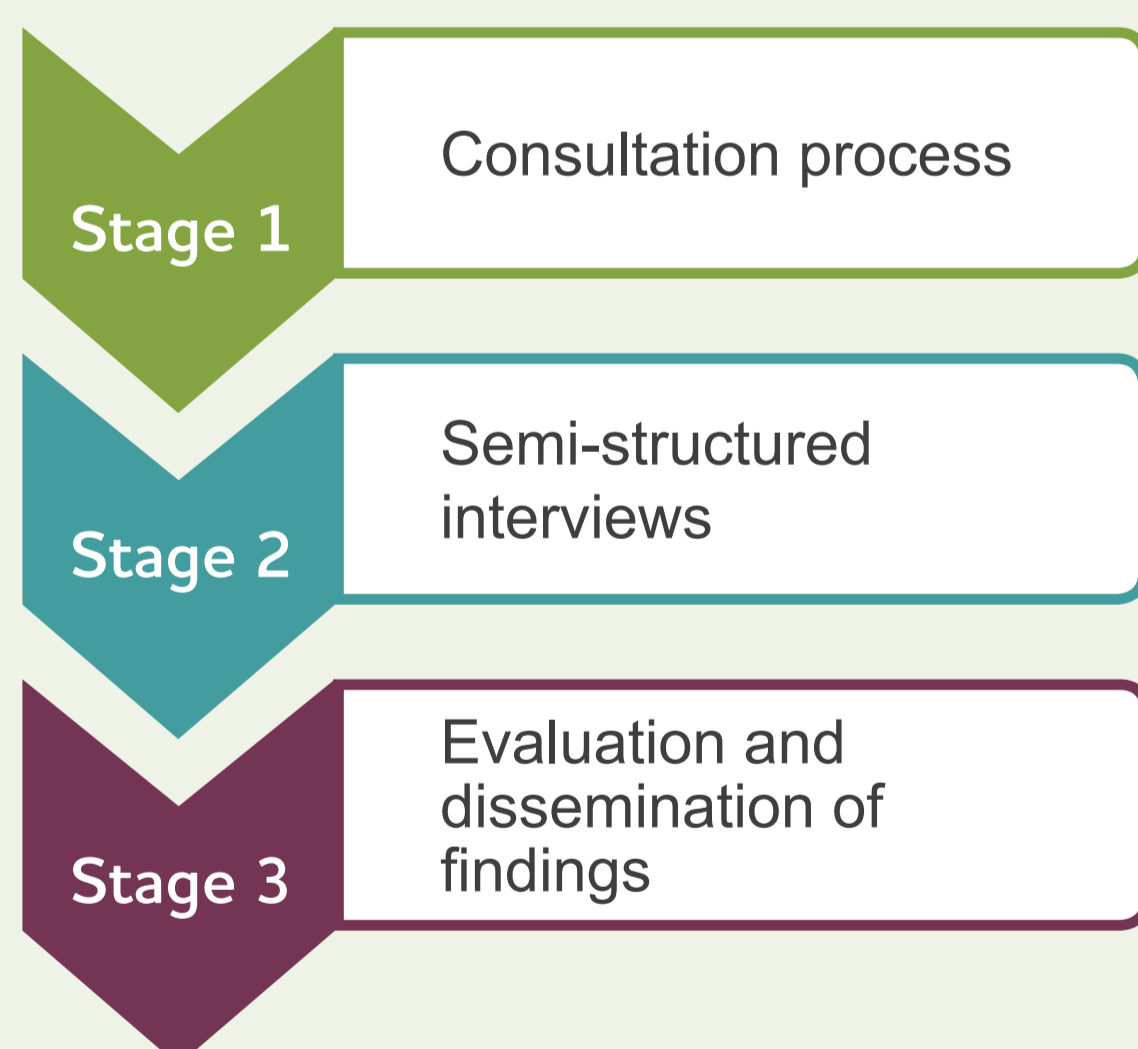 Stage 1
Consultation process
Stage 2
Semi-structured
interviews
Stage 3
Evaluation and
dissemination of
findings